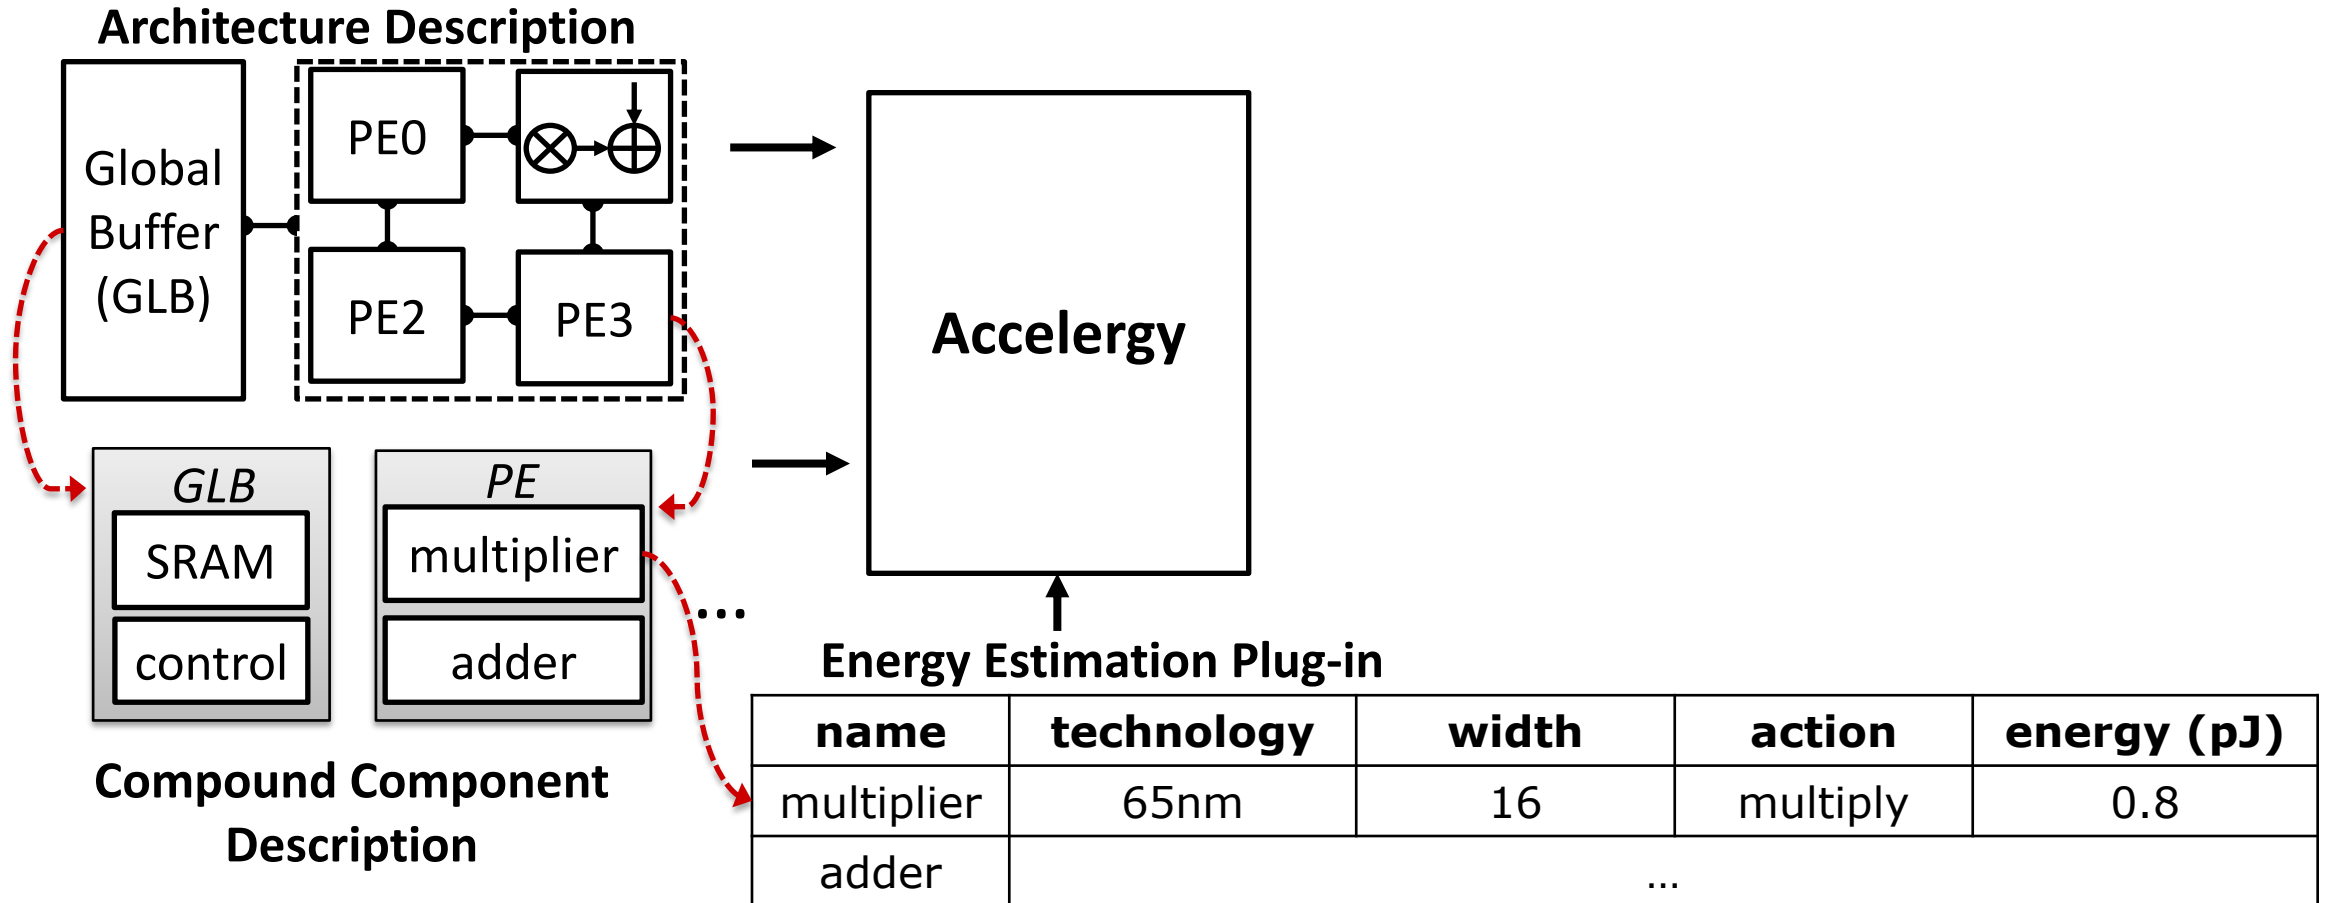 Architecture Description
Global
Buffer
(GLB)
PE0
PE2
PE3
Accelergy
GLB
SRAM
control
PE
multiplier
adder
...
Compound Component
Description
Energy Estimation Plug-in
name technology width action energy (pJ)
multiplier 65nm 16 multiply 0.8
adder ...